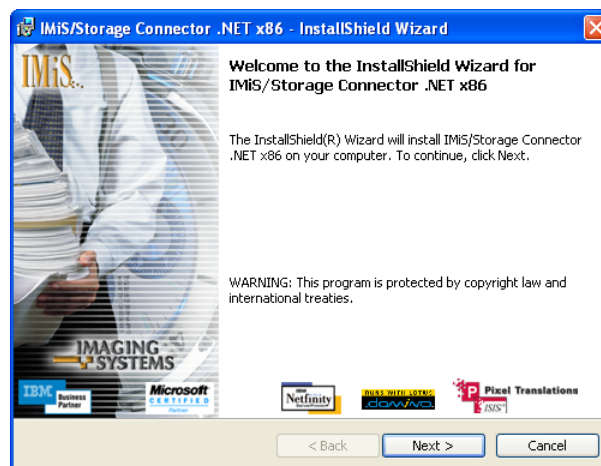 IMiS/Storage Connector .NET x86 - InstallShield Wizard
IMiS
Welcome to the InstallShield Wizard for
IMiS/Storage Connector .NET x86
The InstallShield(R) Wizard will install IMiS/Storage Connector
.NET x86 on your computer. To continue, click Next.
WARNING: This program is protected by copyright law and
international treaties.
IMAGING
SYSTEMS
IBM Business
Partner
Microsoft
CERTIFIED
Partner
Netfinity
RUNS WITH LOTUS
domino
Pixel Translations
ISIS
< Back
Next >
Cancel